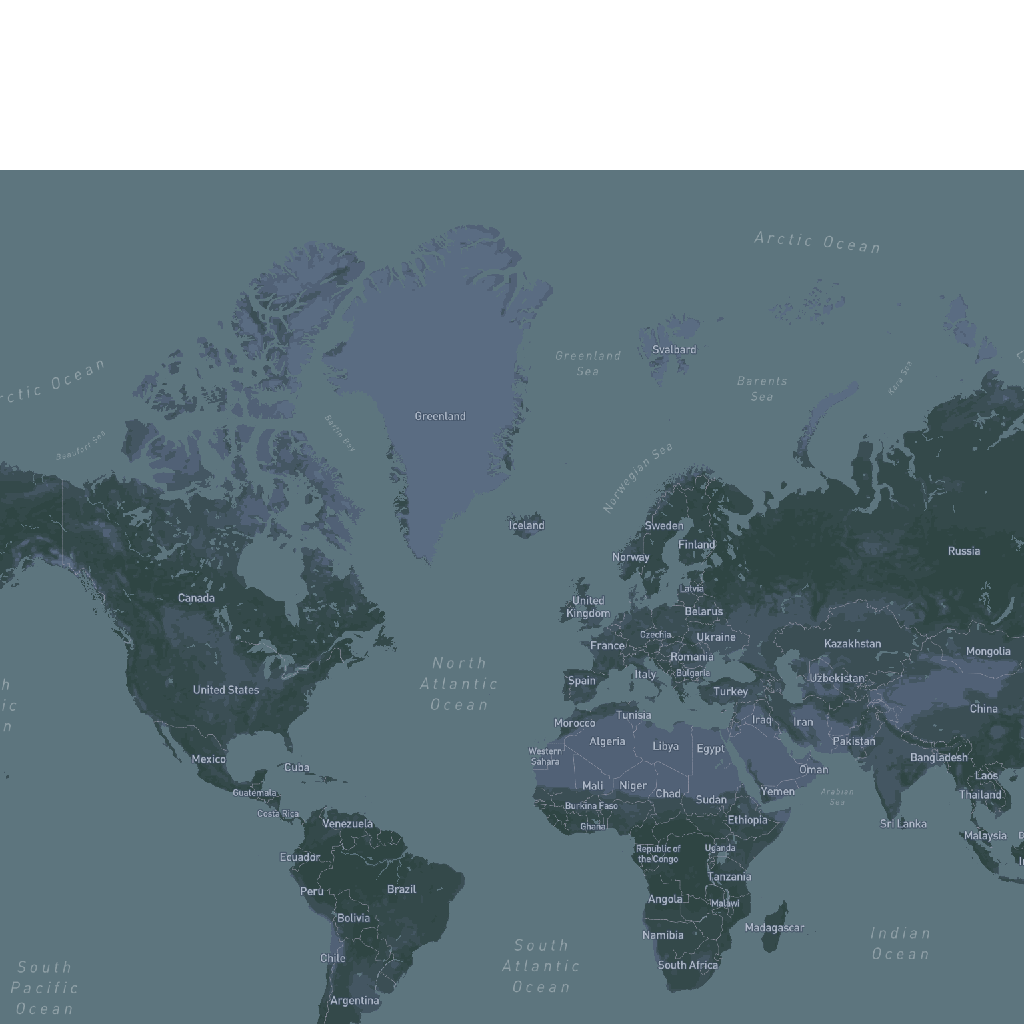 Arctic Ocean
Greenland
Sea
Svalbard
Barents
Sea
Kara Sea
rctic Ocean
Beaufort Sea
Baffin Bay
Greenland
Norwegian Sea
Iceland
Sweden
Finland
Norway
Russia
Latvia
Canada
United
Kingdom
Belarus
Czechia
Ukraine
France
Kazakhstan
Mongolia
Romania
North
Atlantic
Ocean
Italy
Bulgaria
Spain
Uzbekistan
United States
Turkey
China
Tunisia
Morocco
Iraq
Iran
Algeria
Libya
Egypt
Pakistan
Western
Sahara
Mexico
Bangladesh
Cuba
Oman
Laos
Mali
Niger
Chad
Sudan
Yemen
Arabian
Sea
Thailand
Guatemala
Burkina Faso
Costa Rica
Ghana
Ethiopia
Venezuela
Sri Lanka
Malaysia
Ecuador
Republic of
the Congo
Uganda
Tanzania
Peru
Brazil
Angola
Malawi
Bolivia
Madagascar
Namibia
Indian
Ocean
Chile
South
Atlantic
Ocean
South Africa
South
Pacific
Ocean
Argentina